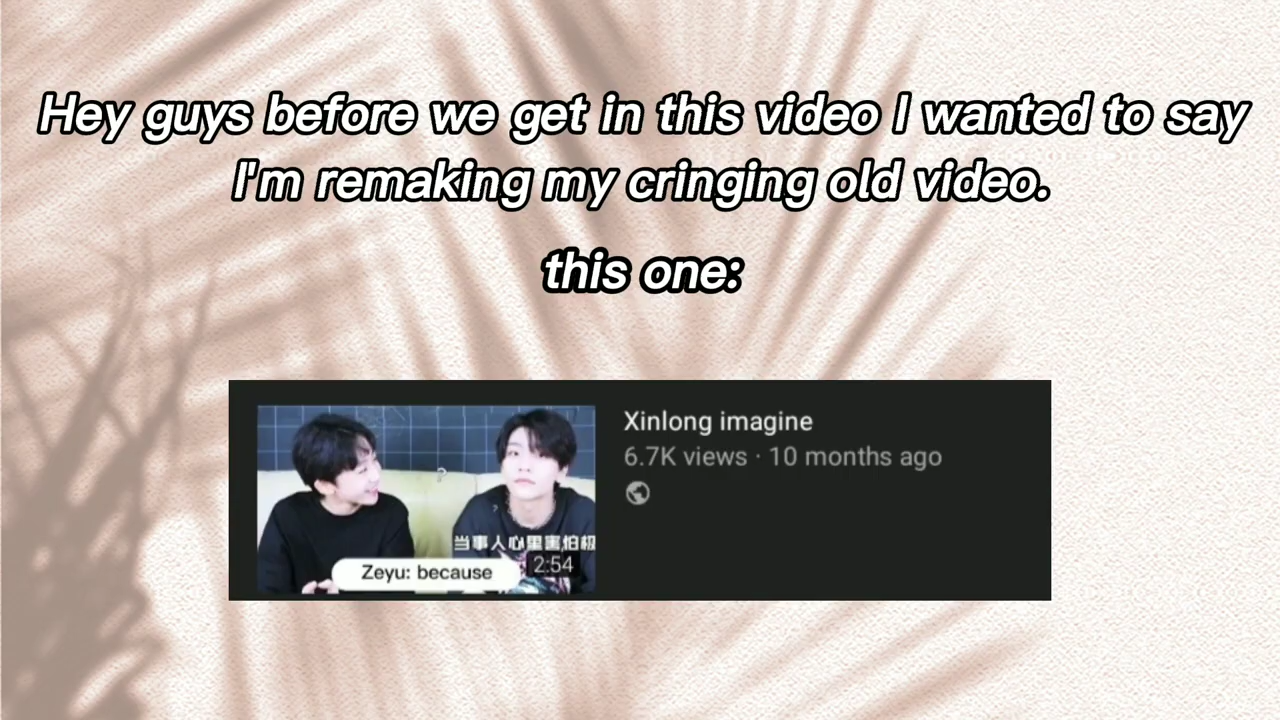 Hey guys before we get in this video I wanted to say
I'm remaking my cringing old video.
this one:
Xinlong imagine
6.7K views · 10 months ago
?
?
当事人心里害怕极
2:54
Zeyu: because